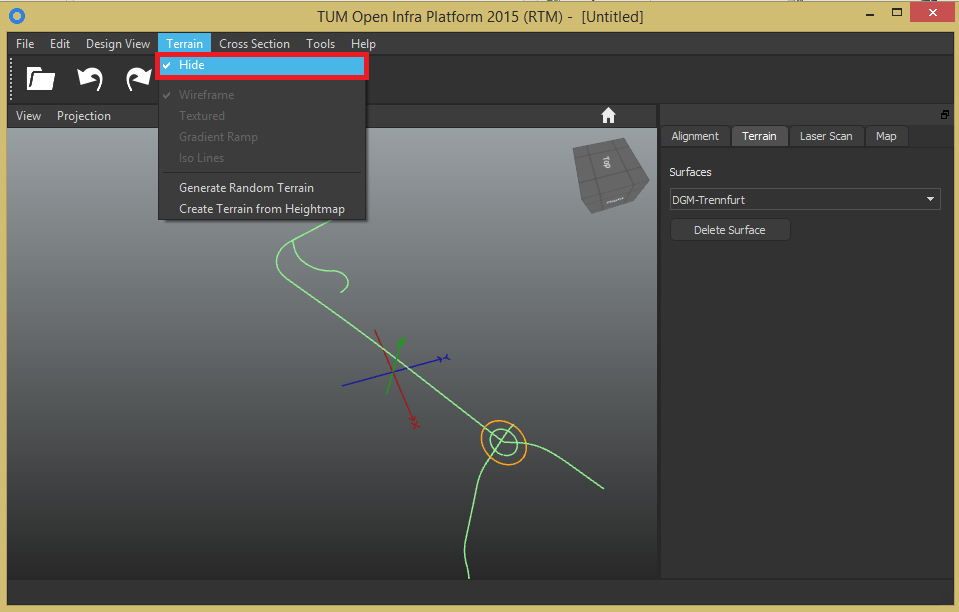 TUM Open Infra Platform 2015 (RTM) - [Untitled]
File Edit Design View Terrain Cross Section Tools Help
Hide
Wireframe
Textured
Gradient Ramp
Iso Lines
Generate Random Terrain
Create Terrain from Heightmap
View Projection
TOP
Alignment Terrain Laser Scan Map
Surfaces
DGM-Trennfurt
Delete Surface